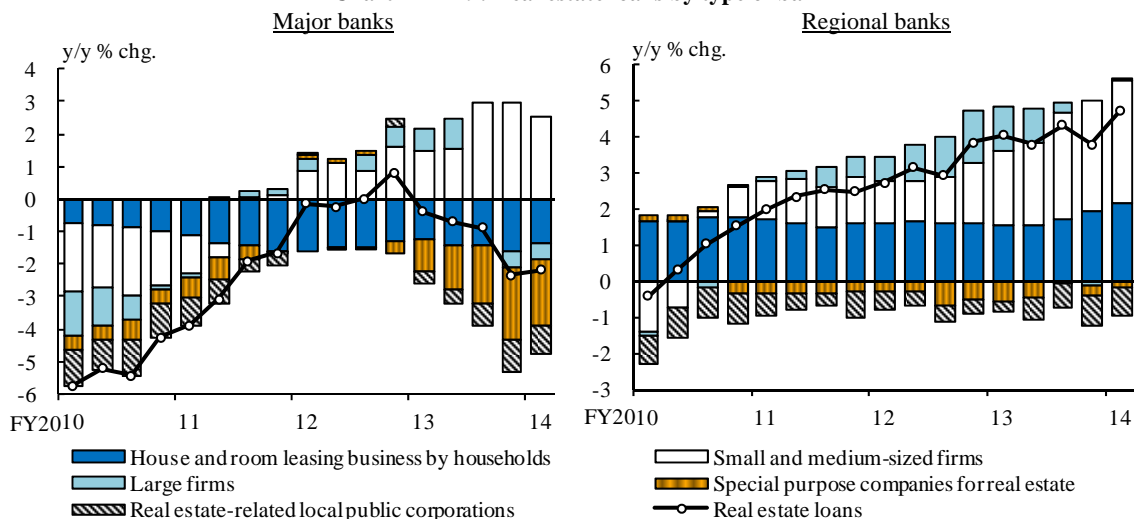 Major banks
Regional banks
y/y % chg.
y/y % chg.
4
3
2
1
0
-1
-2
-3
-4
-5
-6
6
5
4
3
2
1
0
-1
-2
-3
FY2010 11 12 13 14
FY2010 11 12 13 14
House and room leasing business by households
Small and medium-sized firms
Large firms
Special purpose companies for real estate
Real estate-related local public corporations
Real estate loans